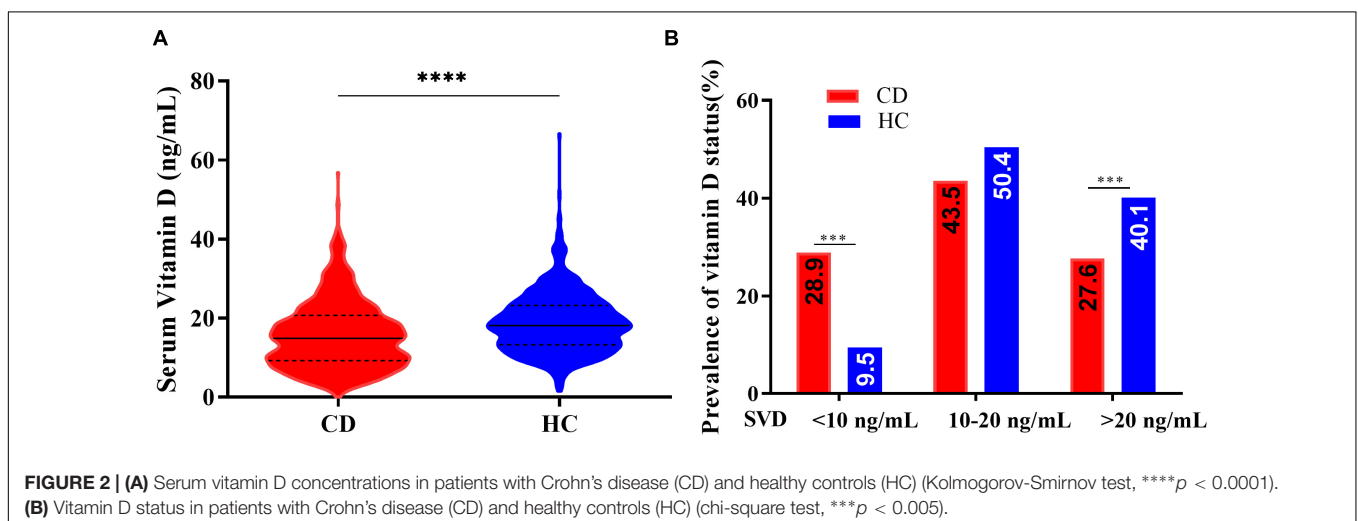 A
Serum Vitamin D (ng/mL)
80
60
40
20
0
****
CD
HC
B
Prevalence of vitamin D status(%)
60
40
20
0
CD
HC
***
28.9
9.5
43.5
50.4
***
27.6
40.1
SVD <10 ng/mL 10-20 ng/mL >20 ng/mL
FIGURE 2 | (A) Serum vitamin D concentrations in patients with Crohn’s disease (CD) and healthy controls (HC) (Kolmogorov-Smirnov test, ****p < 0.0001).
(B) Vitamin D status in patients with Crohn’s disease (CD) and healthy controls (HC) (chi-square test, ***p < 0.005).